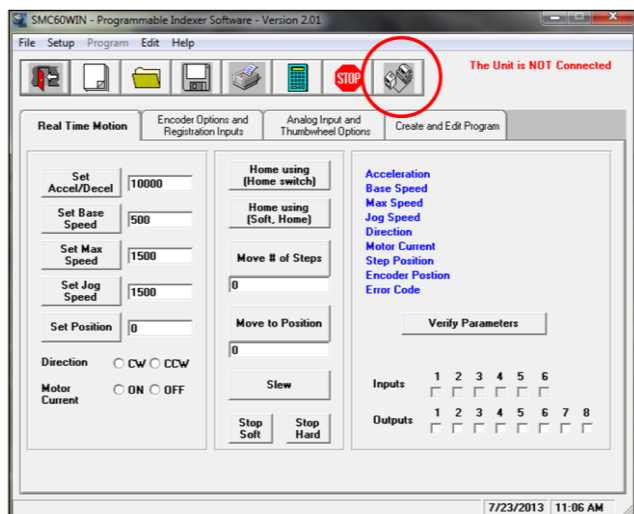 SMC60WIN - Programmable Indexer Software - Version 2.01
File Setup Program Edit Help
STOP
The Unit is NOT Connected
Real Time Motion
Encoder Options and
Registration Inputs
Analog Input and
Thumbwheel Options
Create and Edit Program
Set
Accel/Decel
10000
Set Base
Speed
500
Set Max
Speed
1500
Set Jog
Speed
1500
Set Position
0
Direction
CW
CCW
Motor
Current
ON
OFF
Home using
(Home switch)
Home using
(Soft, Home)
Move # of Steps
0
Move to Position
0
Slew
Stop
Soft
Stop
Hard
Acceleration
Base Speed
Max Speed
Jog Speed
Direction
Motor Current
Step Position
Encoder Postion
Error Code
Verify Parameters
Inputs
1 2 3 4 5 6
Outputs
1 2 3 4 5 6 7 8
7/23/2013
11:06 AM